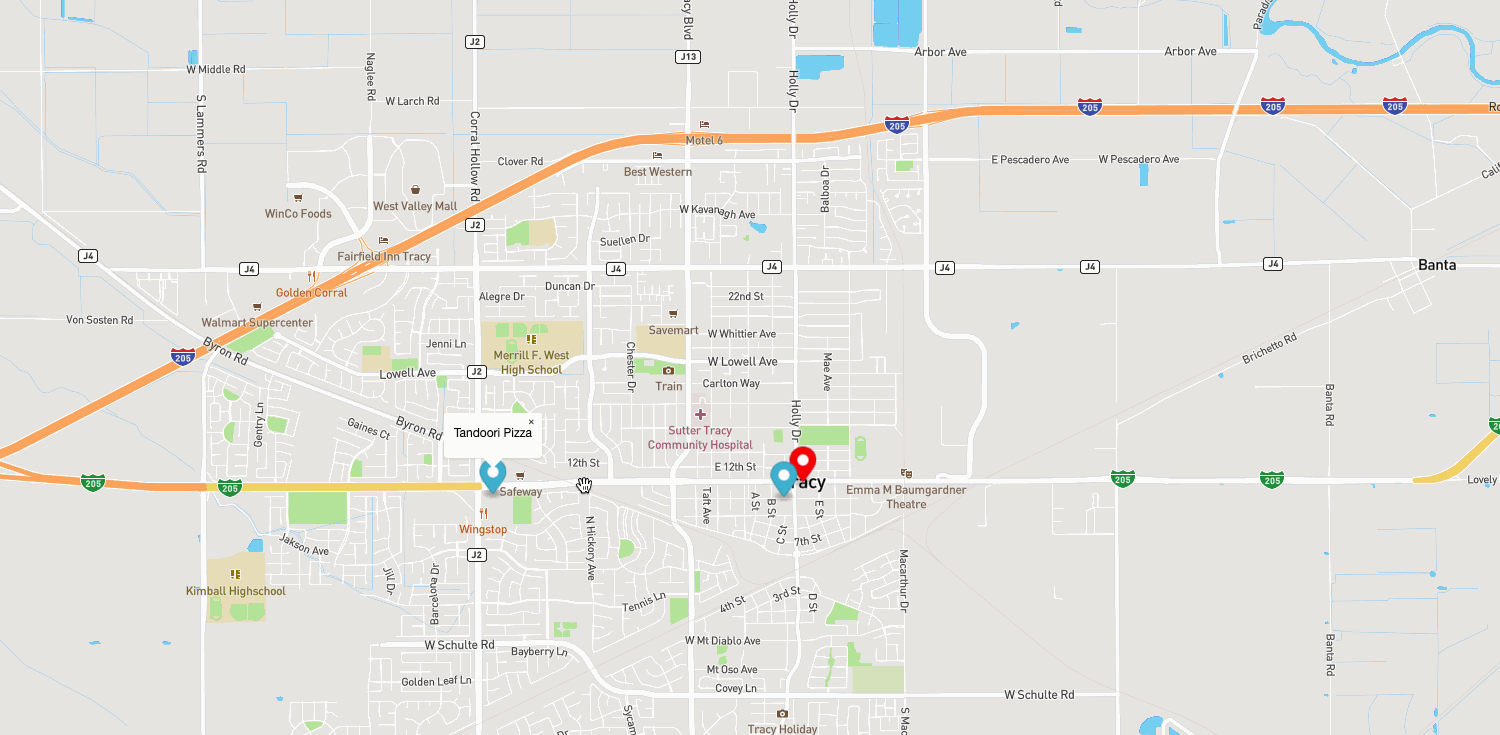 J2
acy Blvd
Holly Dr
Arbor Ave
Arbor Ave
J13
W Middle Rd
Naglee Rd
Holly Dr
W Larch Rd
205
205
205
205
S Lammers Rd
Corral Hollow Rd
Motel 6
Clover Rd
E Pescadero Ave
W Pescadero Ave
Best Western
Balboa Dr
West Valley Mall
WinCo Foods
W Kavanagh Ave
J2
Suellen Dr
J4
Fairfield Inn Tracy
J4
J4
J4
J4
J4
J4
Banta
Golden Corral
Duncan Dr
Alegre Dr
22nd St
Von Sosten Rd
Walmart Supercenter
Savemart
W Whittier Ave
Jenni Ln
Byron Rd
205
Merrill F. West
High School
Chester Dr
W Lowell Ave
Mae Ave
Brichetto Rd
Lowell Ave
J2
Train
Carlton Way
Banta Rd
Gentry Ln
Gaines Ct
Byron Rd
×
Tandoori Pizza
Holly Dr
Sutter Tracy
Community Hospital
12th St
E 12th St
205
205
Safeway
racy
Emma M Baumgardner
Theatre
205
205
Lovely
Wingstop
Taft Ave
A St
B St
C St
E St
7th St
N Hickory Ave
Jakson Ave
J2
Kimball Highschool
Jill Dr
Barcelona Dr
Macarthur Dr
Tennis Ln
4th St
3rd St
D St
W Schulte Rd
Bayberry Ln
W Mt Diablo Ave
Banta Rd
Mt Oso Ave
Golden Leaf Ln
Covey Ln
W Schulte Rd
Sycam
Tracy Holiday
S Mac